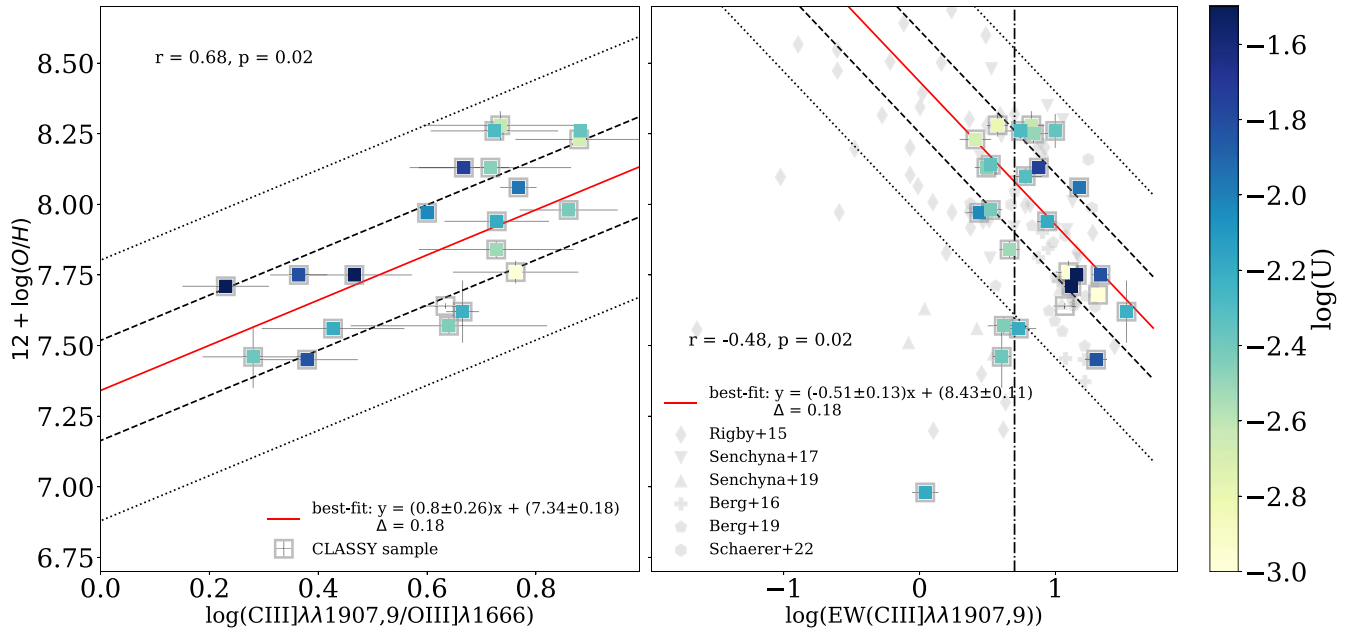 r = 0.68, p = 0.02
12 + log(O/H)
8.50
8.25
8.00
7.75
7.50
7.25
7.00
6.75
best-fit: y = (0.8±0.26)x + (7.34±0.18)
Δ = 0.18
CLASSY sample
0.0
0.2
0.4
0.6
0.8
log(CIII]λλ1907,9/OIII]λ1666)
r = -0.48, p = 0.02
best-fit: y = (-0.51±0.13)x + (8.43±0.11)
Δ = 0.18
Rigby+15
Senchyna+17
Senchyna+19
Berg+16
Berg+19
Schaerer+22
−1
0
1
log(EW(CIII]λλ1907,9))
−1.6
−1.8
−2.0
−2.2
−2.4
−2.6
−2.8
−3.0
log(U)